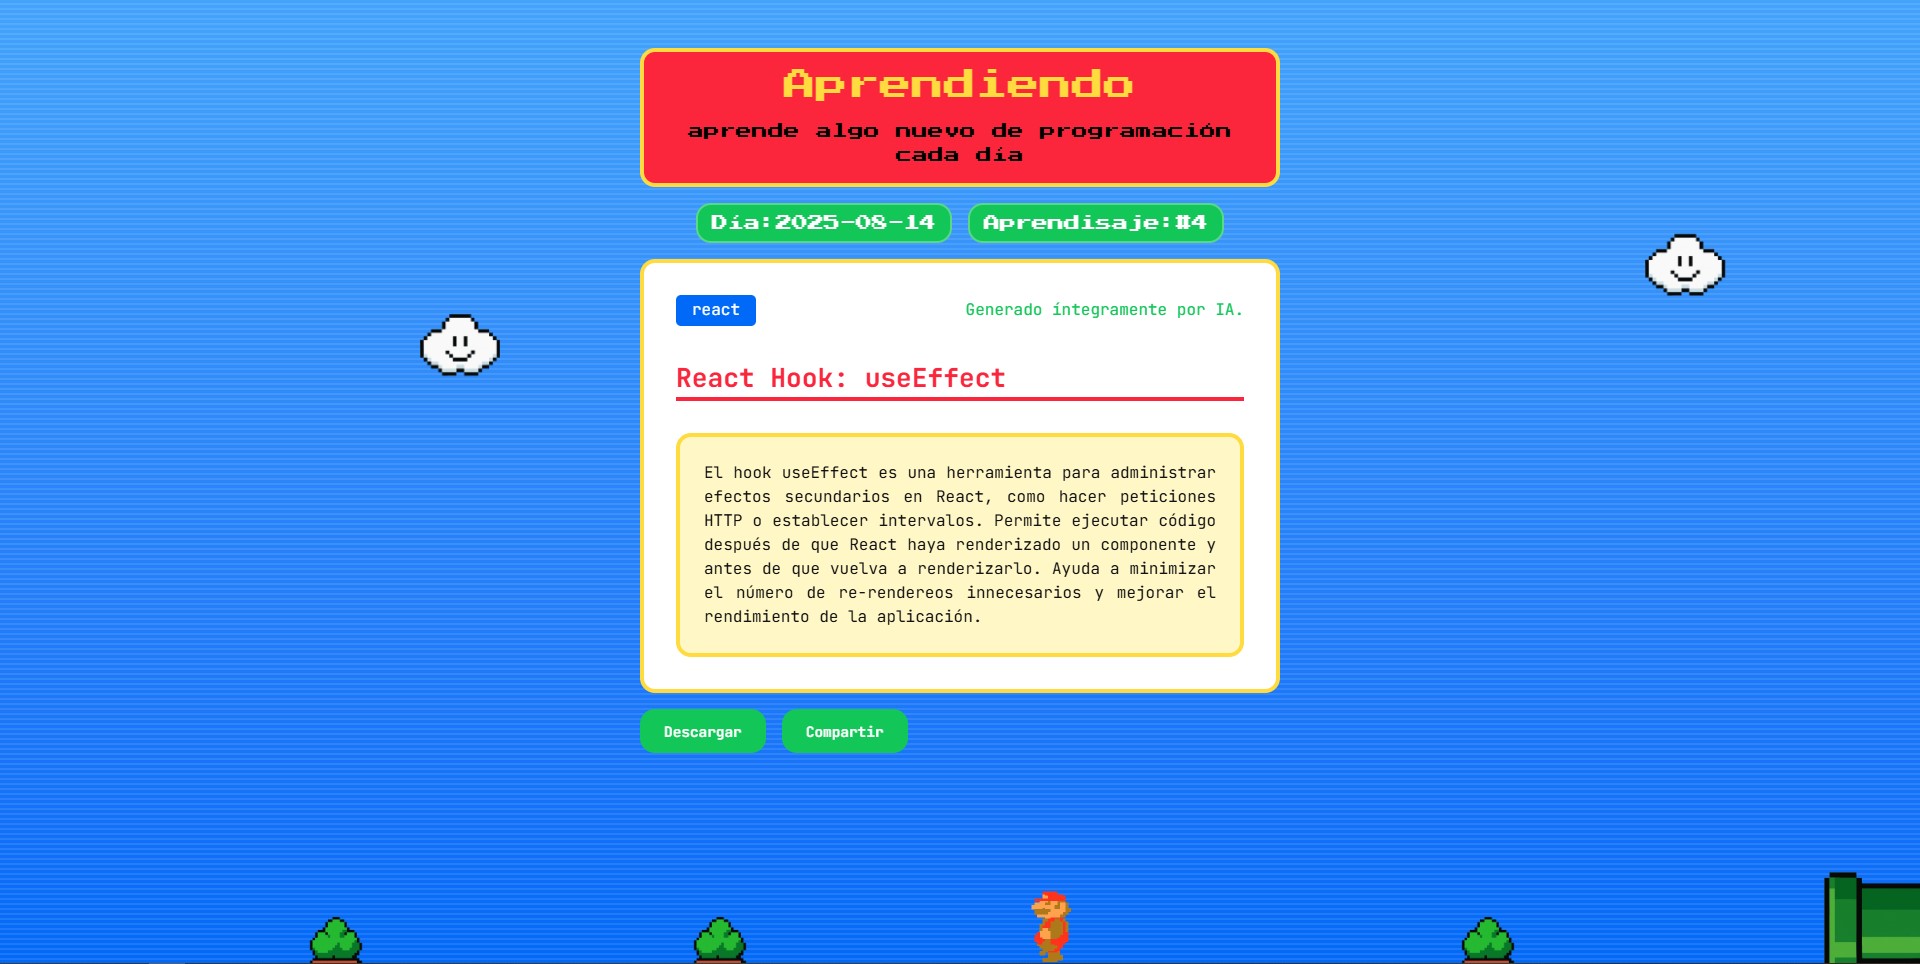 Aprendiendo
aprende algo nuevo de programación
cada día
Día:2025-08-14
Aprendisaje:#4
react
Generado íntegramente por IA.
React Hook: useEffect
El hook useEffect es una herramienta para administrar
efectos secundarios en React, como hacer peticiones
HTTP o establecer intervalos. Permite ejecutar código
después de que React haya renderizado un componente y
antes de que vuelva a renderizarlo. Ayuda a minimizar
el número de re-rendereos innecesarios y mejorar el
rendimiento de la aplicación.
Descargar
Compartir